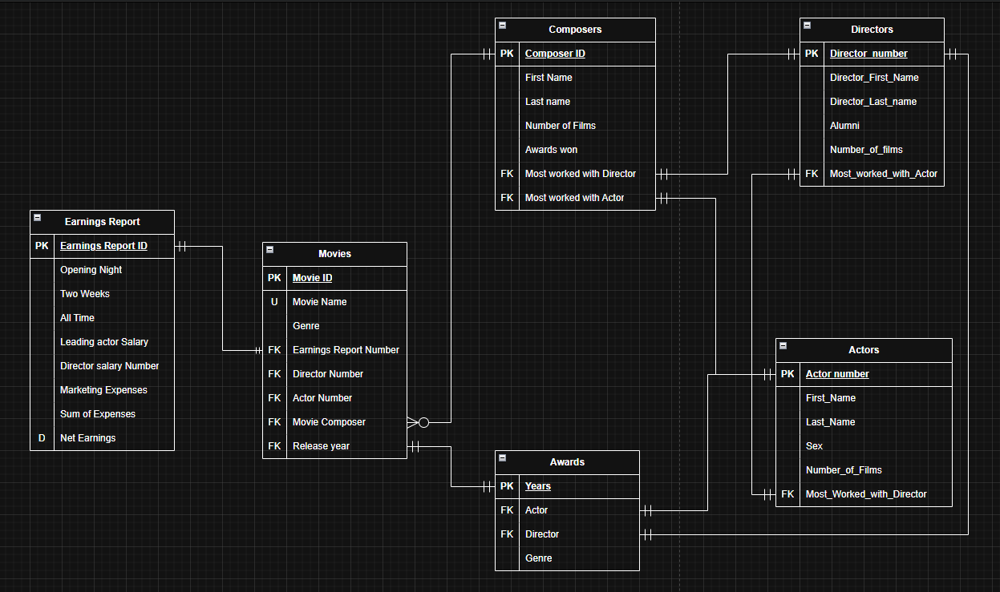 Composers
PK Composer ID
First Name
Last name
Number of Films
Awards won
FK Most worked with Director
FK Most worked with Actor
Directors
PK Director_number
Director_First_Name
Director_Last_name
Alumni
Number_of_films
FK Most_worked_with_Actor
Earnings Report
PK Earnings Report ID
Opening Night
Two Weeks
All Time
Leading actor Salary
Director salary Number
Marketing Expenses
Sum of Expenses
D Net Earnings
Movies
PK Movie ID
U Movie Name
Genre
FK Earnings Report Number
FK Director Number
FK Actor Number
FK Movie Composer
FK Release year
Actors
PK Actor number
First_Name
Last_Name
Sex
Number_of_Films
FK Most_Worked_with_Director
Awards
PK Years
FK Actor
FK Director
Genre